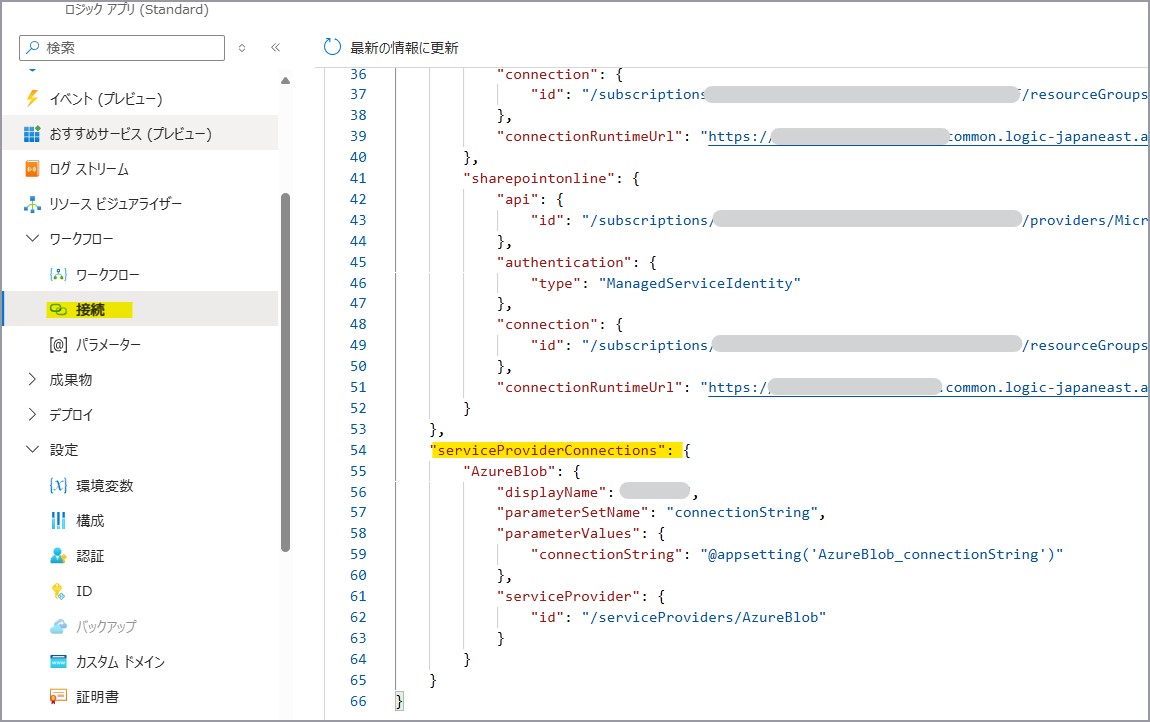 ロジック アプリ (Standard)
検索
最新の情報に更新
イベント (プレビュー)
おすすめサービス (プレビュー)
ログ ストリーム
リソース ビジュアライザー
ワークフロー
ワークフロー
接続
パラメーター
成果物
デプロイ
設定
環境変数
構成
認証
ID
バックアップ
カスタム ドメイン
証明書
36 "connection": {
37 "id": "/subscriptions /resourceGroups
38 },
39 "connectionRuntimeUrl": "https:/ common.logic-japaneast.a
40 },
41 "sharepointonline": {
42 "api": {
43 "id": "/subscriptions/ /providers/Micr
44 },
45 "authentication": {
46 "type": "ManagedServiceIdentity"
47 },
48 "connection": {
49 "id": "/subscriptions/ /resourceGroups
50 },
51 "connectionRuntimeUrl": "https:/ .common.logic-japaneast.a
52 }
53 },
54 "serviceProviderConnections": {
55 "AzureBlob": {
56 "displayName": ,
57 "parameterSetName": "connectionString",
58 "parameterValues": {
59 "connectionString": "@appsetting('AzureBlob_connectionString')"
60 },
61 "serviceProvider": {
62 "id": "/serviceProviders/AzureBlob"
63 }
64 }
65 }
66 }